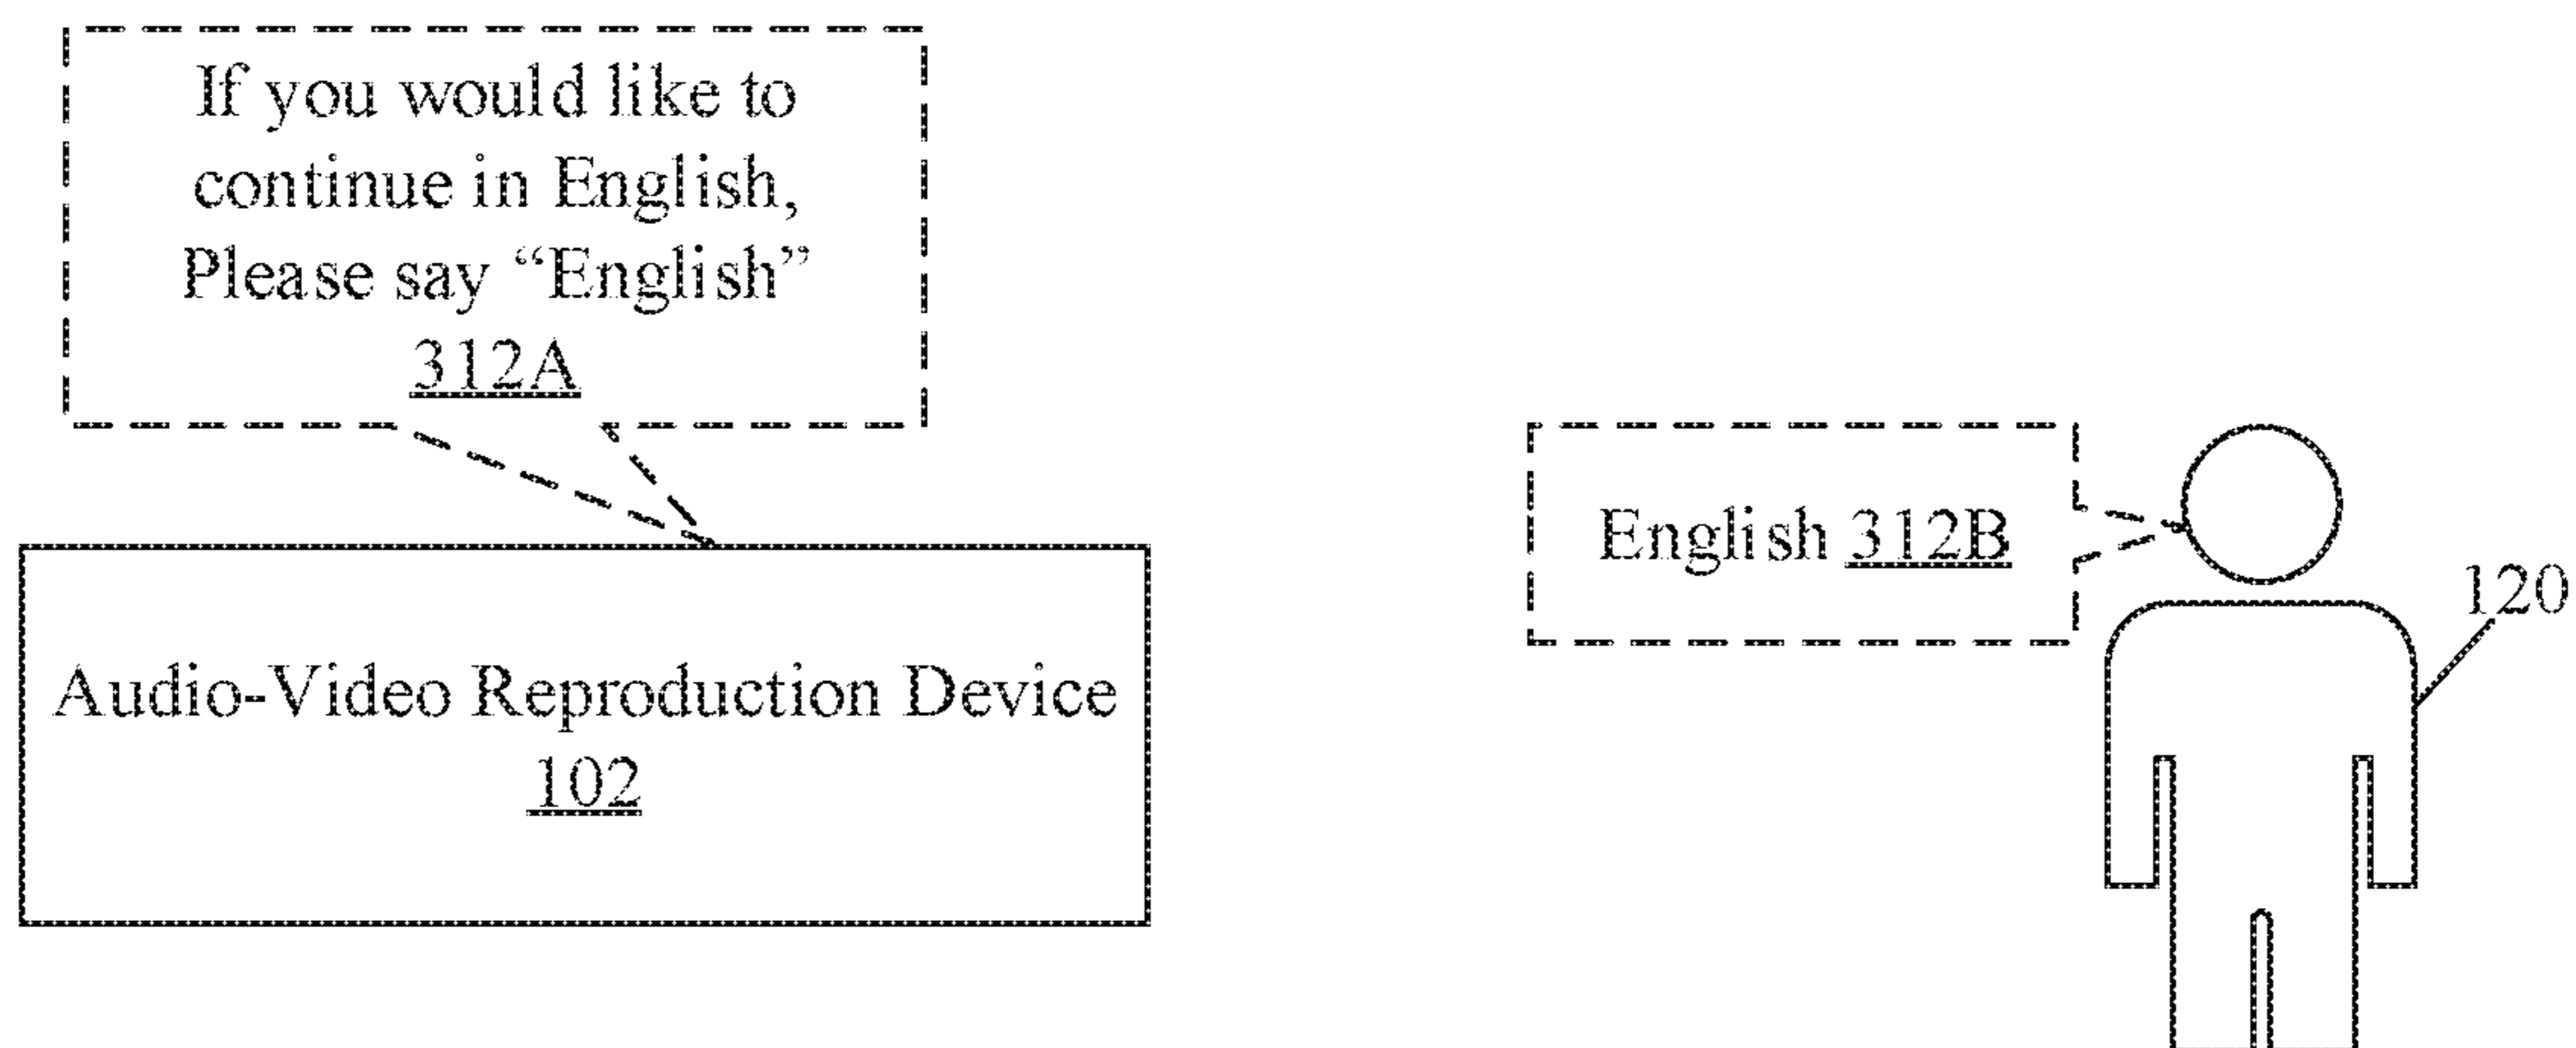 If you would like to
continue in English,
Please say “English”
312A
English 312B
120
Audio-Video Reproduction Device
102